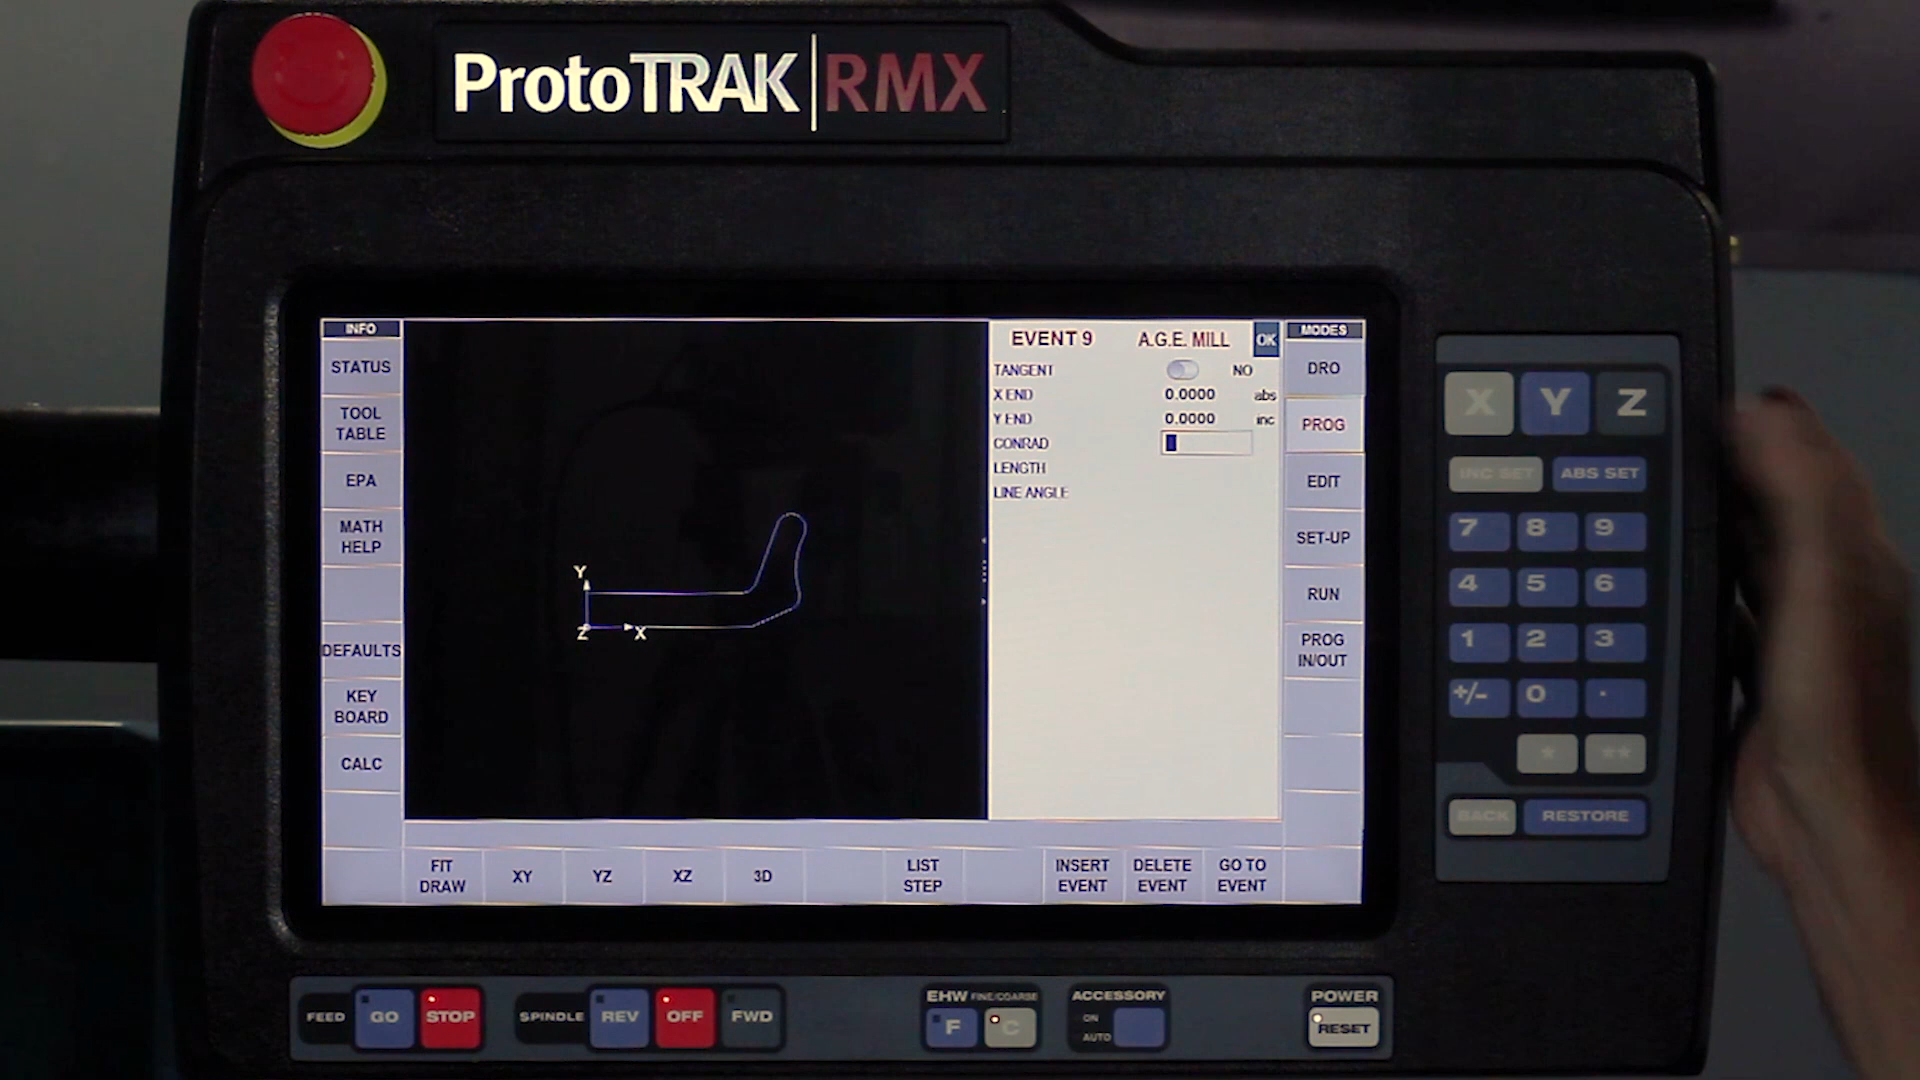 ProtoTRAK|RMX
INFO
STATUS
TOOL
TABLE
EPA
MATH
HELP
DEFAULTS
KEY
BOARD
CALC
Y
Z
X
EVENT 9 A.G.E. MILL OK
TANGENT NO
X END 0.0000 abs
Y END 0.0000 inc
CONRAD
LENGTH
LINE ANGLE
MODES
DRO
PROG
EDIT
SET-UP
RUN
PROG
IN/OUT
FIT
DRAW
XY
YZ
XZ
3D
LIST
STEP
INSERT
EVENT
DELETE
EVENT
GO TO
EVENT
X Y Z
INC SET ABS SET
7 8 9
4 5 6
1 2 3
+/- 0 .
* **
BACK RESTORE
FEED GO STOP
SPINDLE REV OFF FWD
EHW FINE/COARSE
F C
ACCESSORY
ON
AUTO
POWER
RESET